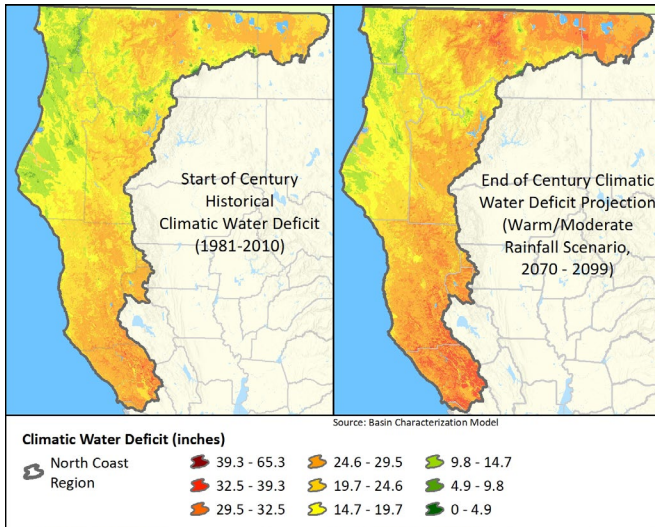 Start of Century
Historical
Climatic Water Deficit
(1981-2010)
End of Century Climatic
Water Deficit Projection
(Warm/Moderate
Rainfall Scenario,
2070 - 2099)
Source: Basin Characterization Model
Climatic Water Deficit (inches)
North Coast
Region
39.3 - 65.3
32.5 - 39.3
29.5 - 32.5
24.6 - 29.5
19.7 - 24.6
14.7 - 19.7
9.8 - 14.7
4.9 - 9.8
0 - 4.9